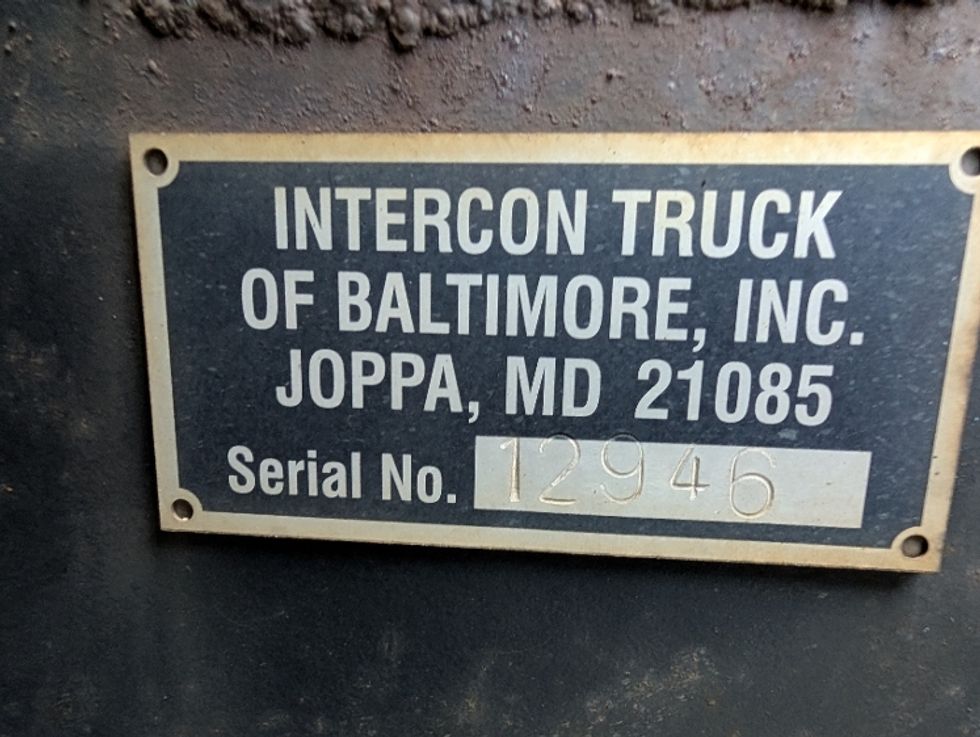 INTERCON TRUCK
OF BALTIMORE, INC.
JOPPA, MD 21085
Serial No. 12946